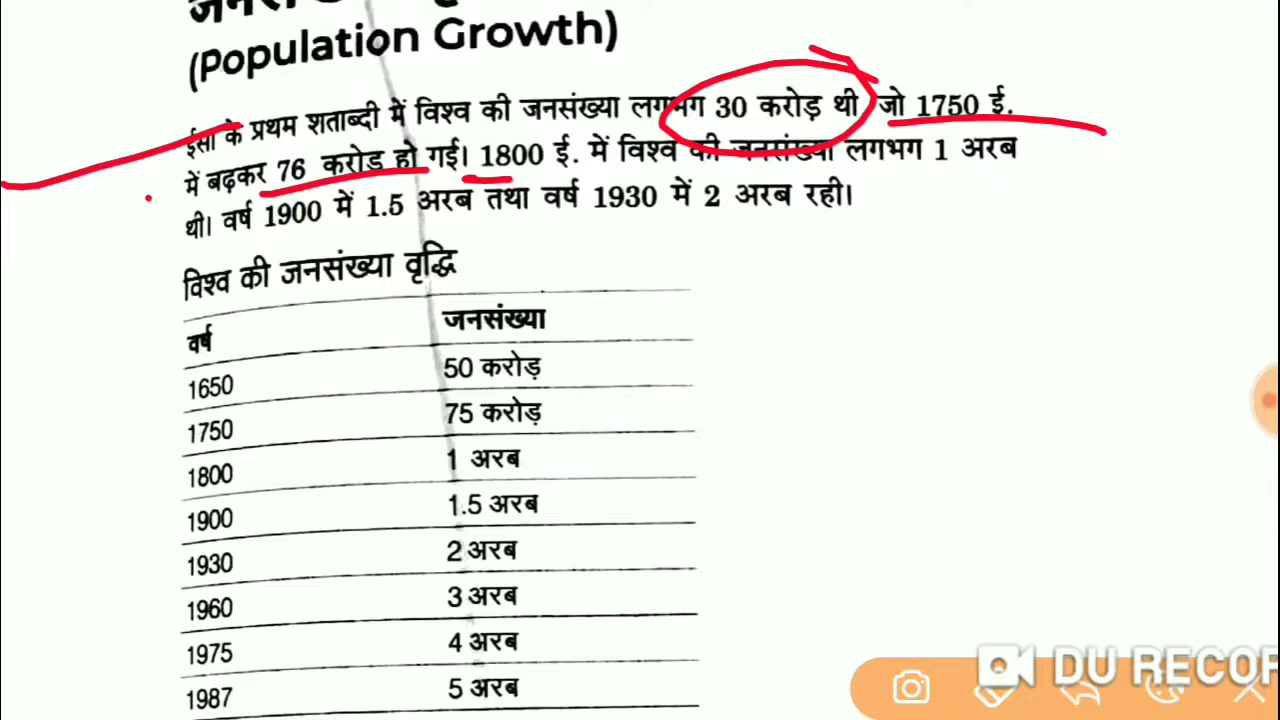 (Population Growth)
ईसा के प्रथम शताब्दी में विश्व की जनसंख्या लगभग 30 करोड़ थी जो 1750 ई.
में बढ़कर 76 करोड़ हो गई। 1800 ई. में विश्व की जनसंख्या लगभग 1 अरब
थी। वर्ष 1900 में 1.5 अरब तथा वर्ष 1930 में 2 अरब रही।
विश्व की जनसंख्या वृद्धि
वर्ष जनसंख्या
1650 50 करोड़
1750 75 करोड़
1800 1 अरब
1900 1.5 अरब
1930 2 अरब
1960 3 अरब
1975 4 अरब
1987 5 अरब
DU RECOR